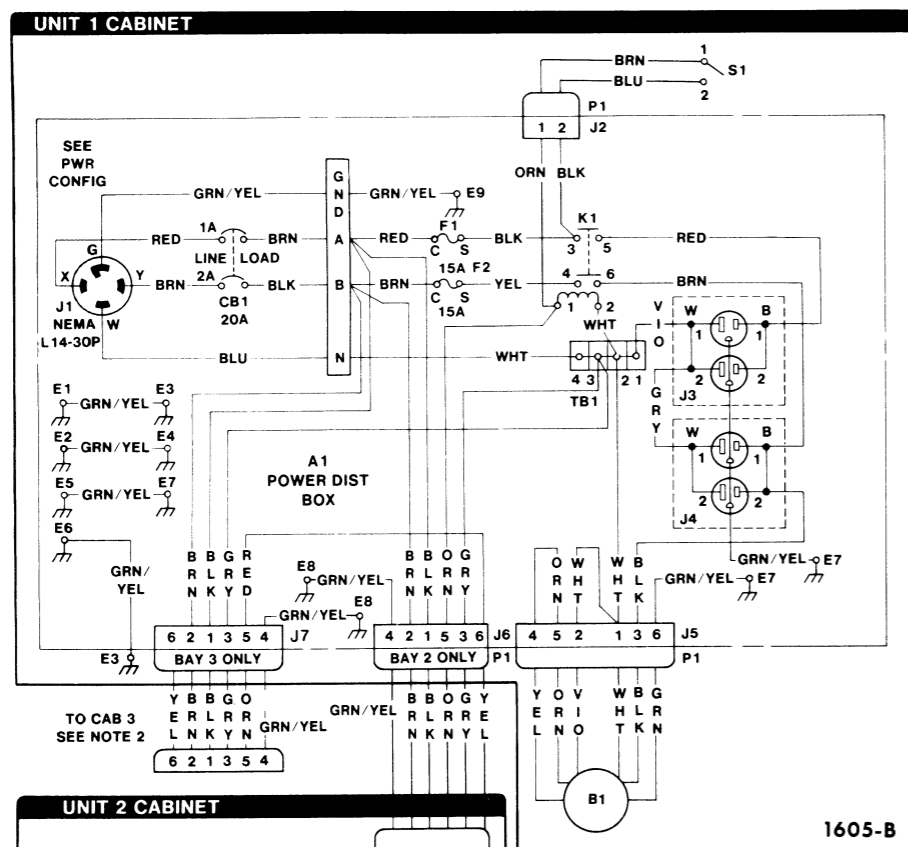 UNIT 1 CABINET
1
BRN
S1
BLU
2
P1
1 2
J2
SEE
PWR
CONFIG
ORN BLK
G
N
D
GRN/YEL
GRN/YEL
E9
1A
F1
K1
G
RED
BRN
A
RED
BLK
3
5
RED
LINE LOAD
C S
X
Y
2A
15A F2
4
6
BRN
BLK
B
BRN
YEL
BRN
J1
CB1
C S
W
NEMA
20A
15A
1
2
V
I
O
W
B
L14-30P
WHT
1
1
BLU
N
WHT
4 3 2 1
TB1
2
2
J3
G
R
Y
E1
GRN/YEL
E3
E2
GRN/YEL
E4
W
B
1
1
E5
GRN/YEL
E7
A1
POWER DIST
BOX
2
2
J4
E6
GRN/
YEL
B
R
N
B
L
K
G
R
Y
R
E
D
E8
GRN/YEL
GRN/YEL
E8
B
R
N
B
L
K
O
R
N
G
R
Y
O
R
N
W
H
T
W
H
T
B
L
K
GRN/YEL
E7
GRN/YEL
E7
6 2 1 3 5 4
J7
4 2 1 5 3 6
J6
4 5 2 1 3 6
J5
E3
BAY 3 ONLY
BAY 2 ONLY
P1
P1
TO CAB 3
SEE NOTE 2
Y
E
L
B
R
N
B
L
K
G
R
Y
O
R
N
GRN/YEL
GRN/YEL
B
R
N
B
L
K
O
R
N
G
R
Y
Y
E
L
Y
E
L
O
R
N
V
I
O
W
H
T
B
L
K
G
R
N
6 2 1 3 5 4
B1
UNIT 2 CABINET
1605-B